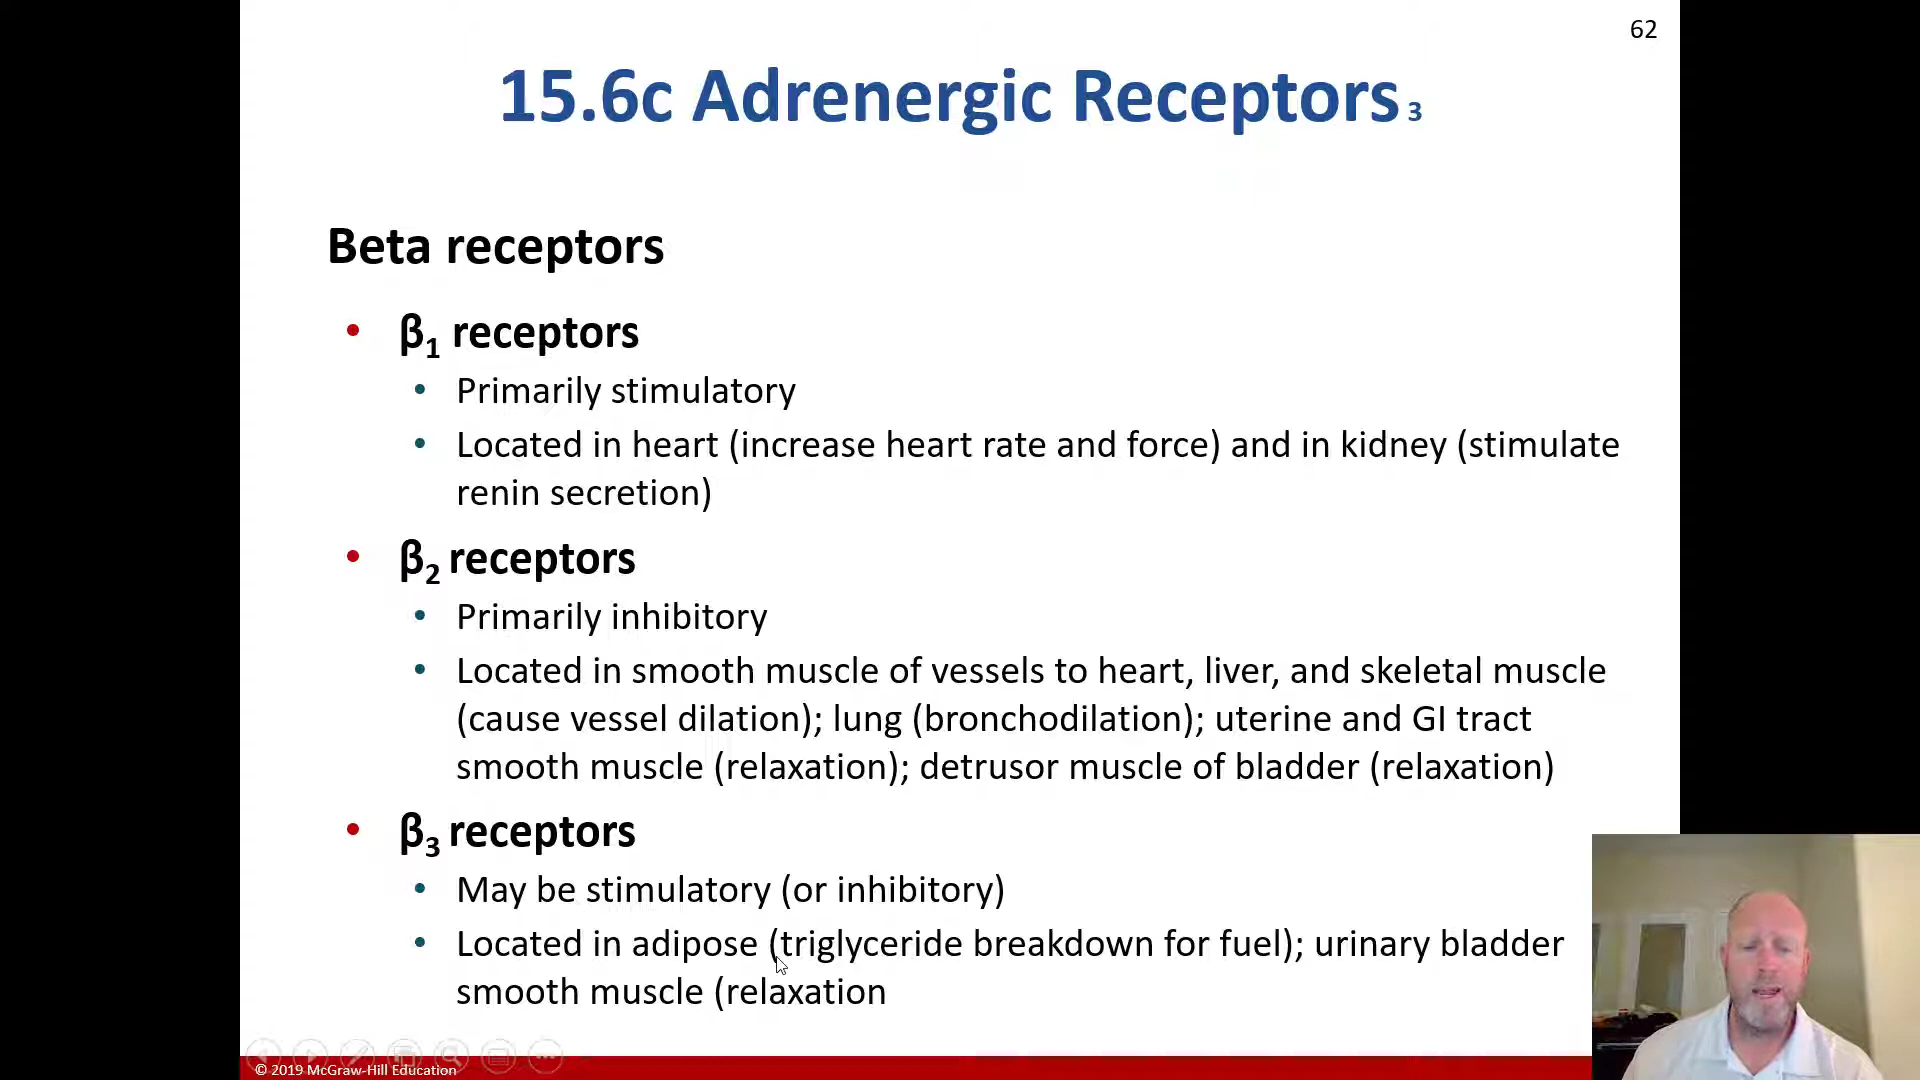 62
15.6c Adrenergic Receptors 3
Beta receptors
• β1 receptors
• Primarily stimulatory
• Located in heart (increase heart rate and force) and in kidney (stimulate
renin secretion)
• β2 receptors
• Primarily inhibitory
• Located in smooth muscle of vessels to heart, liver, and skeletal muscle
(cause vessel dilation); lung (bronchodilation); uterine and GI tract
smooth muscle (relaxation); detrusor muscle of bladder (relaxation)
• β3 receptors
• May be stimulatory (or inhibitory)
• Located in adipose (triglyceride breakdown for fuel); urinary bladder
smooth muscle (relaxation
© 2019 McGraw-Hill Education